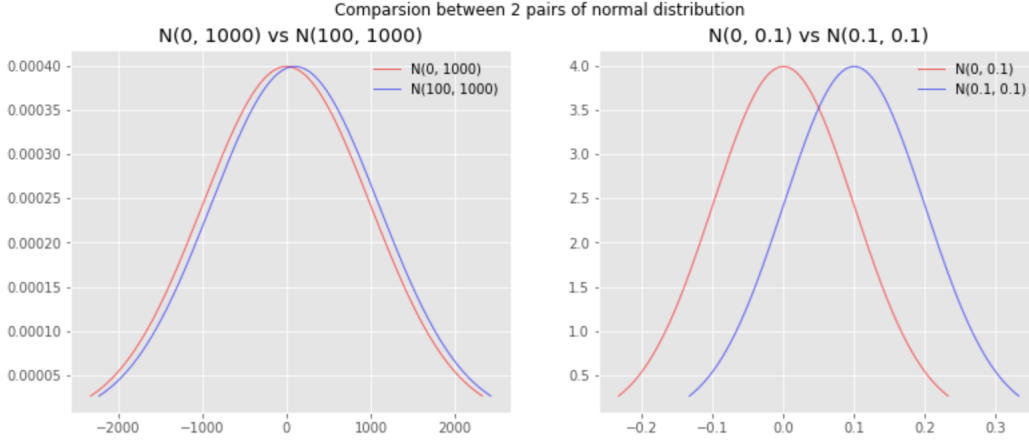 Comparsion between 2 pairs of normal distribution
N(0, 1000) vs N(100, 1000)
N(0, 1000)
N(100, 1000)
0.00040
0.00035
0.00030
0.00025
0.00020
0.00015
0.00010
0.00005
−2000 −1000 0 1000 2000
N(0, 0.1) vs N(0.1, 0.1)
N(0, 0.1)
N(0.1, 0.1)
4.0
3.5
3.0
2.5
2.0
1.5
1.0
0.5
−0.2 −0.1 0.0 0.1 0.2 0.3